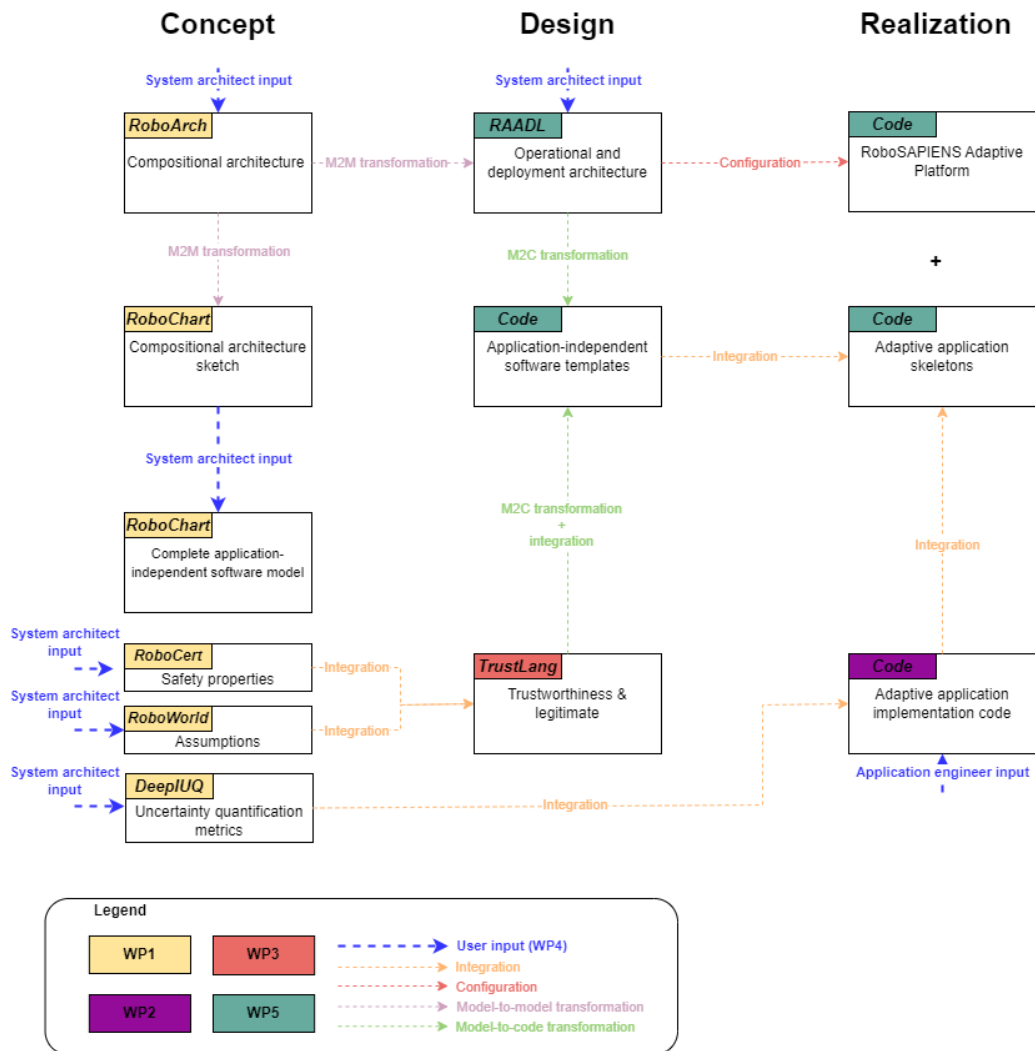 Concept
Design
Realization
System architect input
System architect input
RoboArch
Compositional architecture
M2M transformation
RAADL
Operational and
deployment architecture
Configuration
Code
RoboSAPIENS Adaptive
Platform
M2M transformation
M2C transformation
+
RoboChart
Compositional architecture
sketch
Code
Application-independent
software templates
Integration
Code
Adaptive application
skeletons
System architect input
RoboChart
Complete application-
independent software model
M2C transformation
+
integration
Integration
System architect
input
RoboCert
Safety properties
Integration
System architect
input
RoboWorld
Assumptions
Integration
TrustLang
Trustworthiness &
legitimate
Code
Adaptive application
implementation code
System architect
input
DeepIUQ
Uncertainty quantification
metrics
Integration
Application engineer input
Legend
WP1
WP3
WP2
WP5
User input (WP4)
Integration
Configuration
Model-to-model transformation
Model-to-code transformation